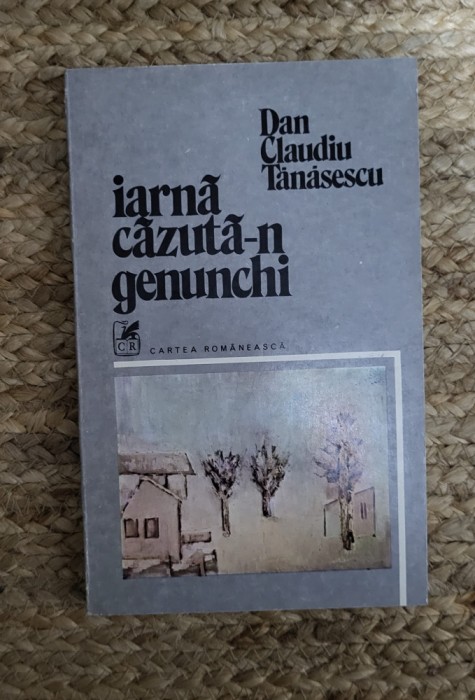 Dan
Claudiu
Tănăsescu
iarnă
căzută-n
genunchi
CR
CARTEA ROMÂNEASCĂ